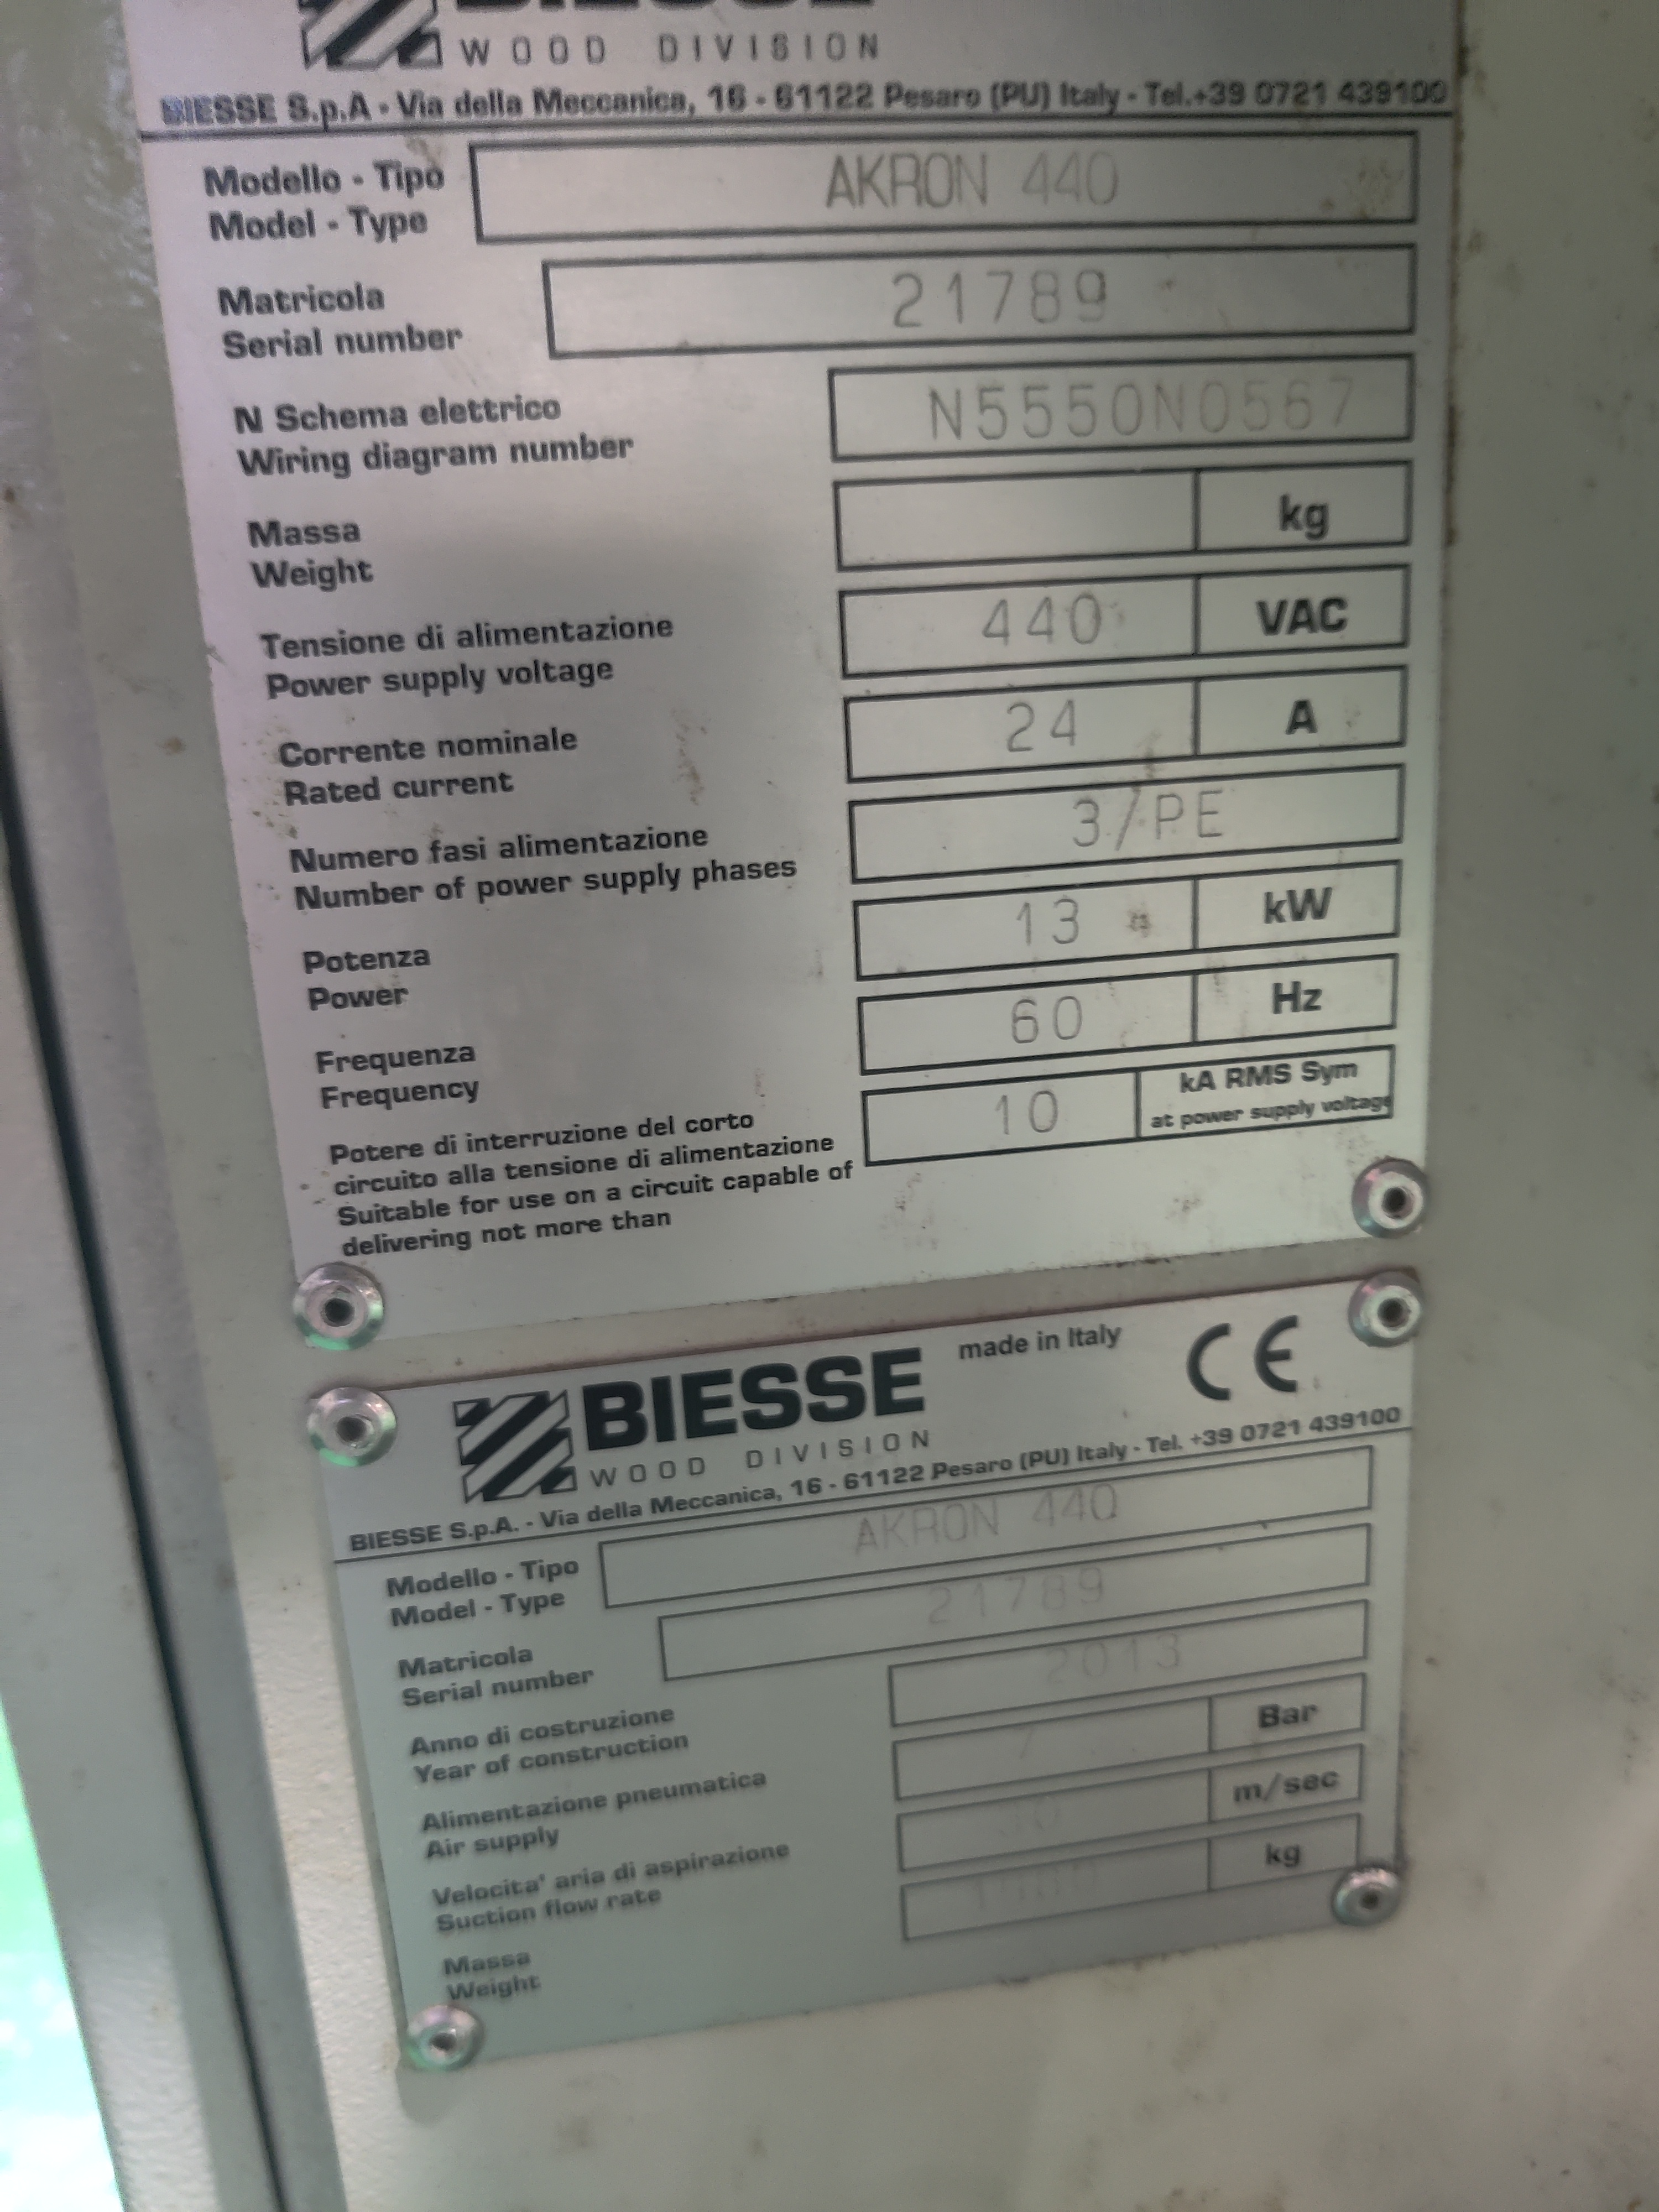 BIESSE
WOOD DIVISION
BIESSE S.p.A - Via della Meccanica, 16 - 61122 Pesaro (PU) Italy - Tel.+39 0721 439100
Modello - Tipo
Model - Type
AKRON 440
Matricola
Serial number
21789
N Schema elettrico
Wiring diagram number
N5550N0567
Massa
Weight
kg
Tensione di alimentazione
Power supply voltage
440 VAC
Corrente nominale
Rated current
24 A
Numero fasi alimentazione
Number of power supply phases
3/PE
Potenza
Power
13 kW
Frequenza
Frequency
60 Hz
Potere di interruzione del corto
circuito alla tensione di alimentazione
Suitable for use on a circuit capable of
delivering not more than
10 kA RMS Sym
at power supply voltage
BIESSE made in Italy CE
WOOD DIVISION
BIESSE S.p.A. - Via della Meccanica, 16 - 61122 Pesaro (PU) Italy - Tel. +39 0721 439100
Modello - Tipo
Model - Type
AKRON 440
Matricola
Serial number
21789
Anno di costruzione
Year of construction
2013
Alimentazione pneumatica
Air supply
7 Bar
Velocita' aria di aspirazione
Suction flow rate
30 m/sec
Massa
Weight
kg